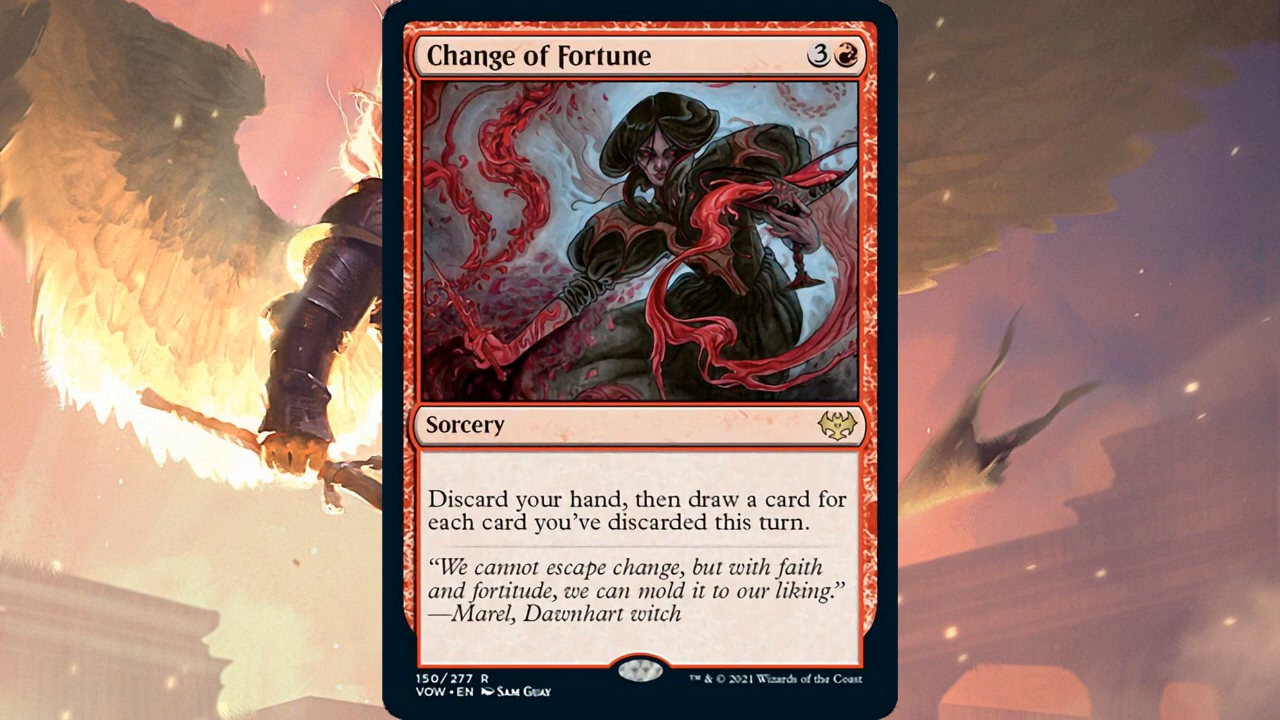 Change of Fortune 3
Sorcery
Discard your hand, then draw a card for
each card you’ve discarded this turn.
“We cannot escape change, but with faith
and fortitude, we can mold it to our liking.”
—Marel, Dawnhart witch
150/277 R
VOW • EN Sam Guay
™ & © 2021 Wizards of the Coast